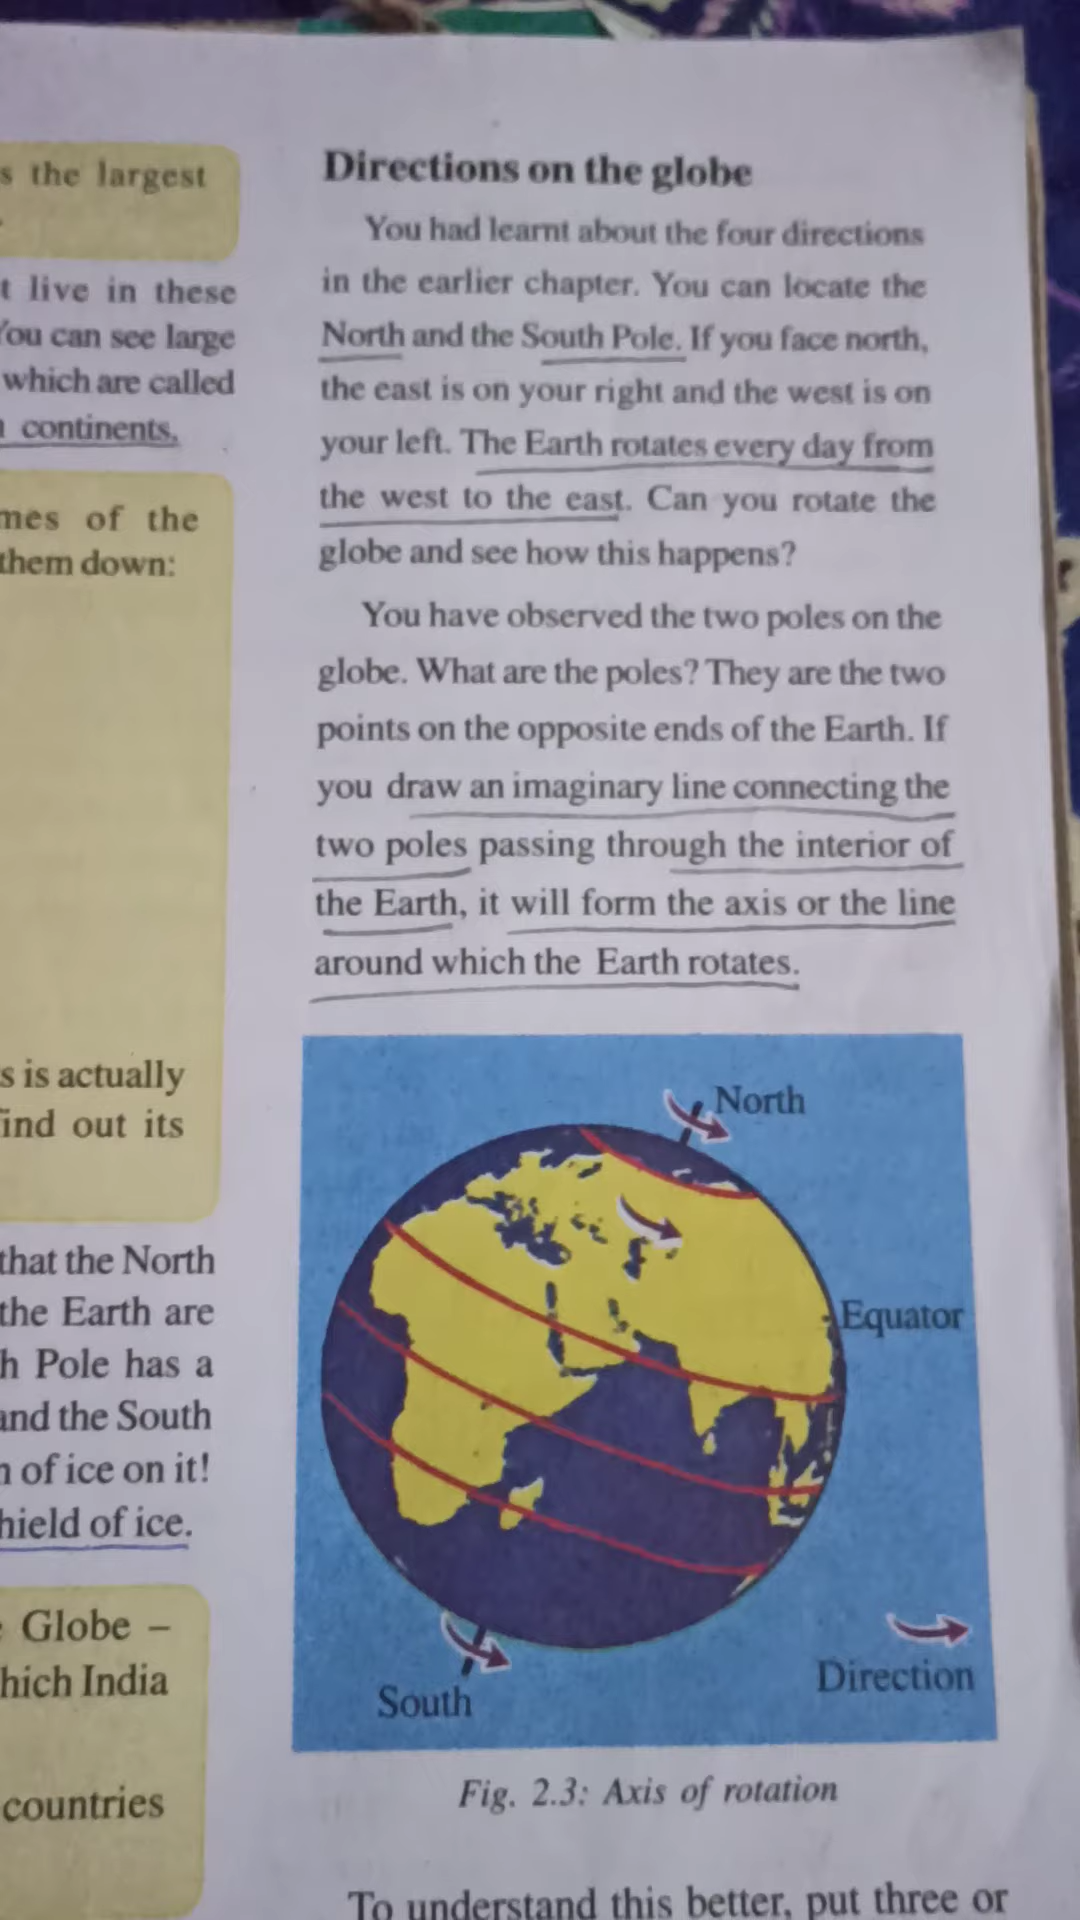 s the largest
t live in these
You can see large
which are called
continents.
mes of the
them down:
s is actually
find out its
that the North
the Earth are
h Pole has a
and the South
n of ice on it!
hield of ice.
Globe –
hich India
countries
Directions on the globe
You had learnt about the four directions
in the earlier chapter. You can locate the
North and the South Pole. If you face north,
the east is on your right and the west is on
your left. The Earth rotates every day from
the west to the east. Can you rotate the
globe and see how this happens?
You have observed the two poles on the
globe. What are the poles? They are the two
points on the opposite ends of the Earth. If
you draw an imaginary line connecting the
two poles passing through the interior of
the Earth, it will form the axis or the line
around which the Earth rotates.
North
Equator
Direction
South
Fig. 2.3: Axis of rotation
To understand this better, put three or